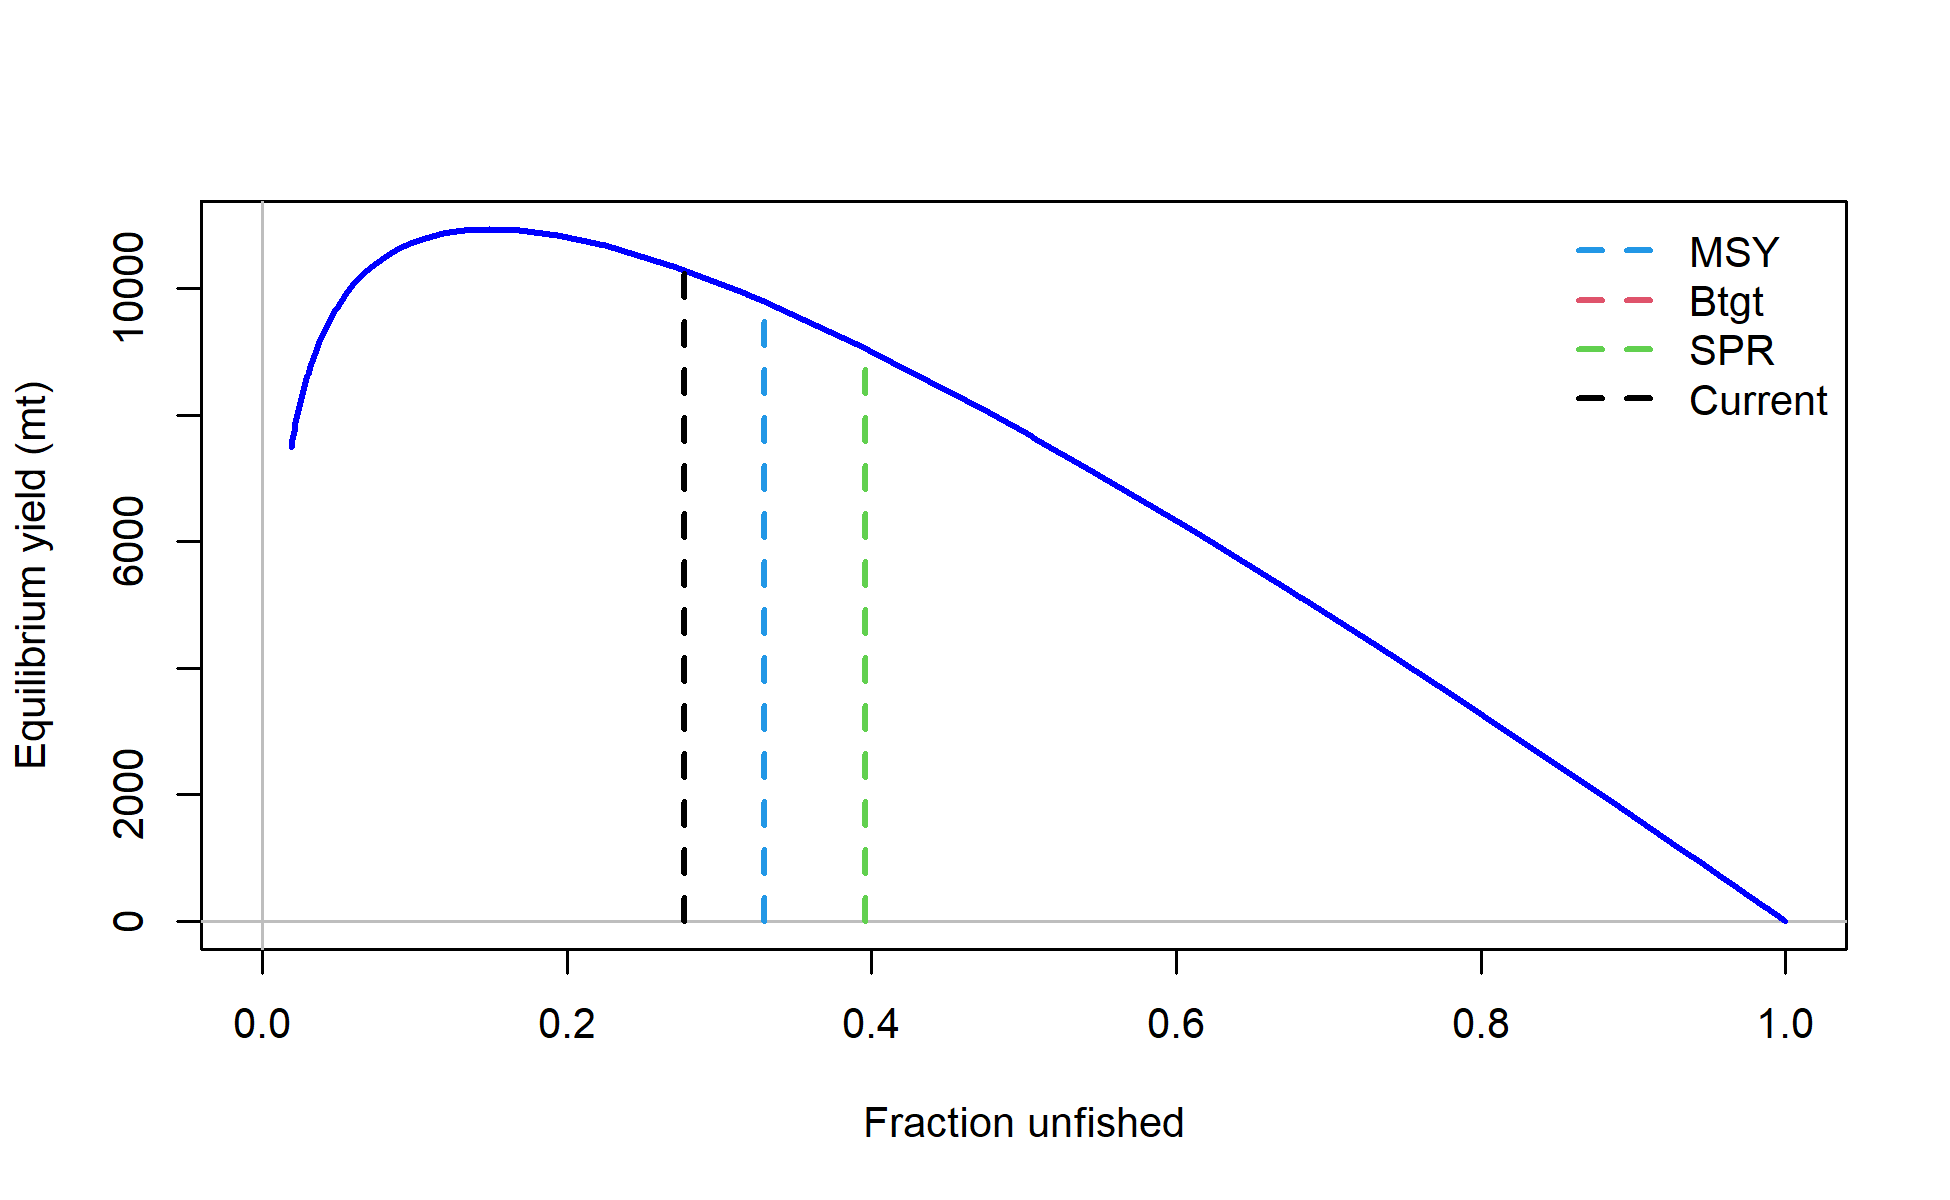 MSY
Btgt
SPR
Current
Equilibrium yield (mt)
10000
6000
2000
0
0.0 0.2 0.4 0.6 0.8 1.0
Fraction unfished